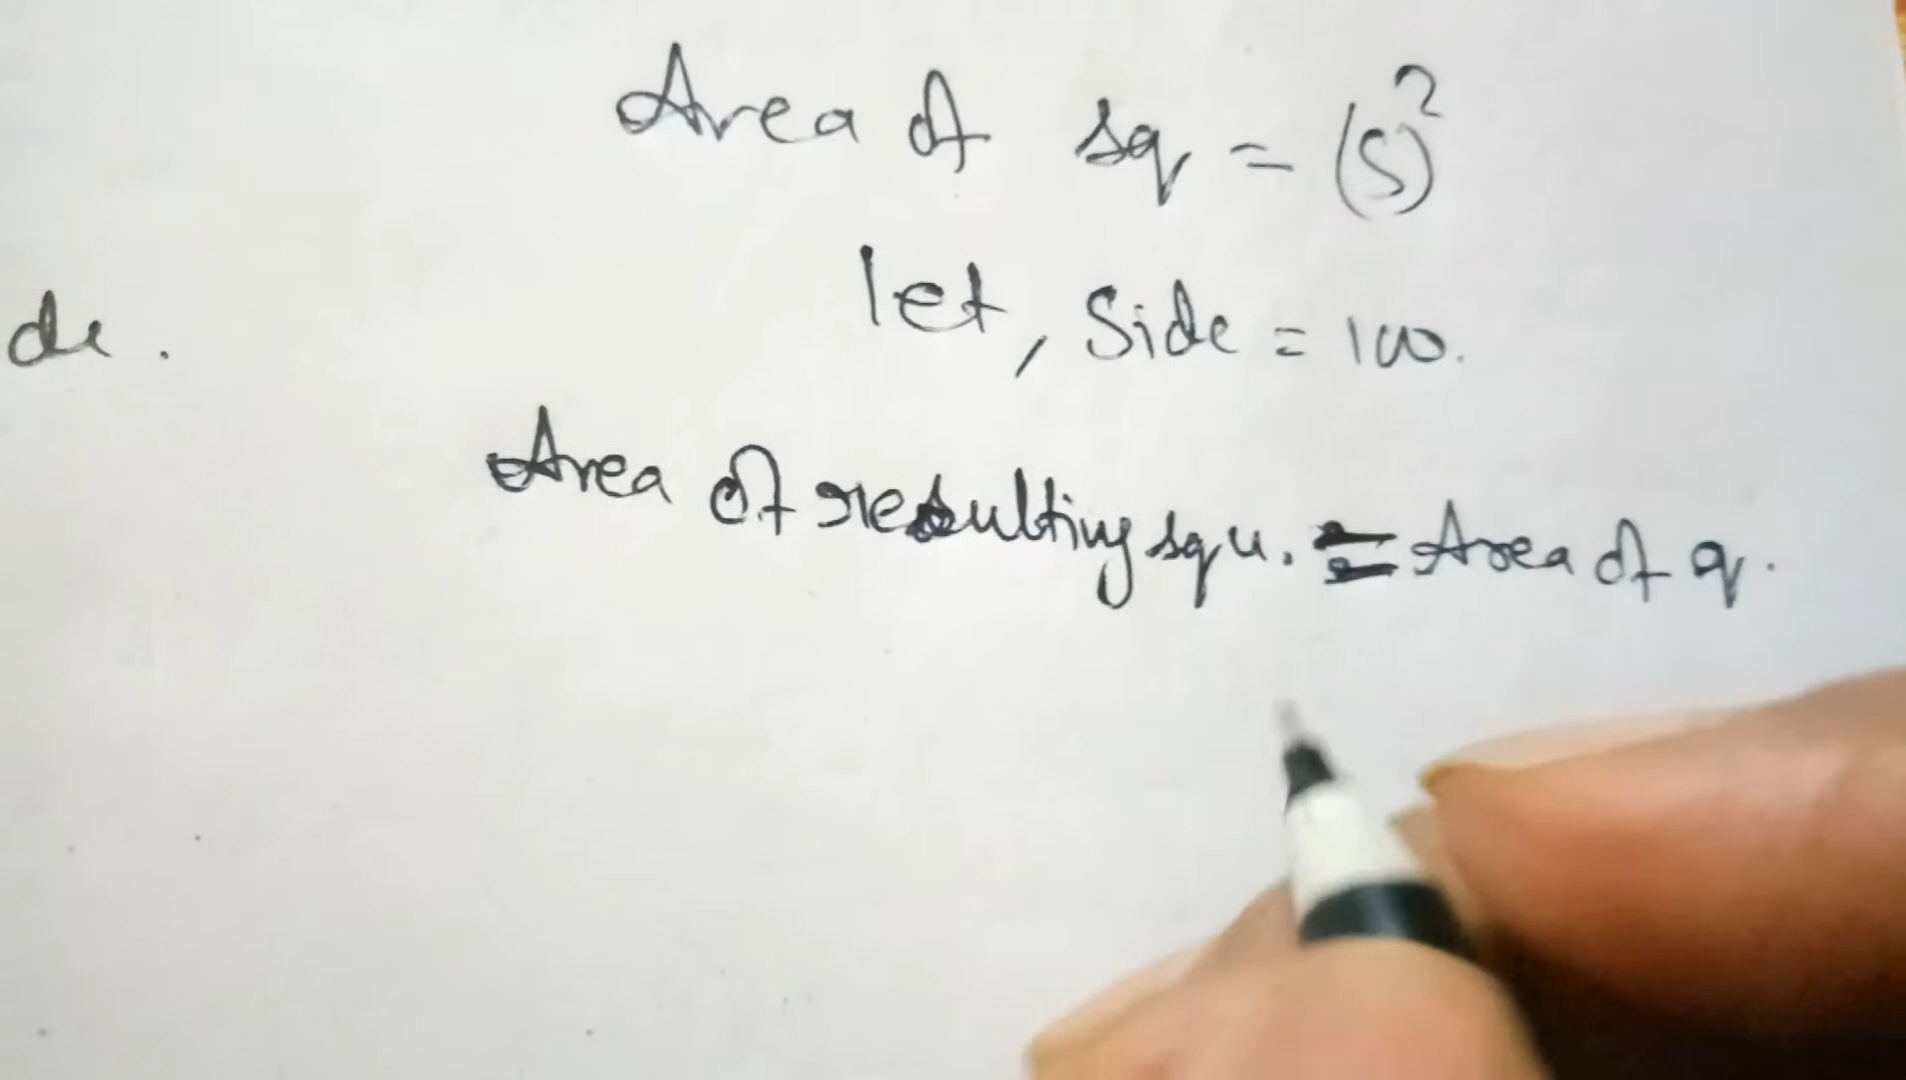 Area of sq = (S)²
let, Side = 100.
de.
Area of resulting squ. = Area of q.